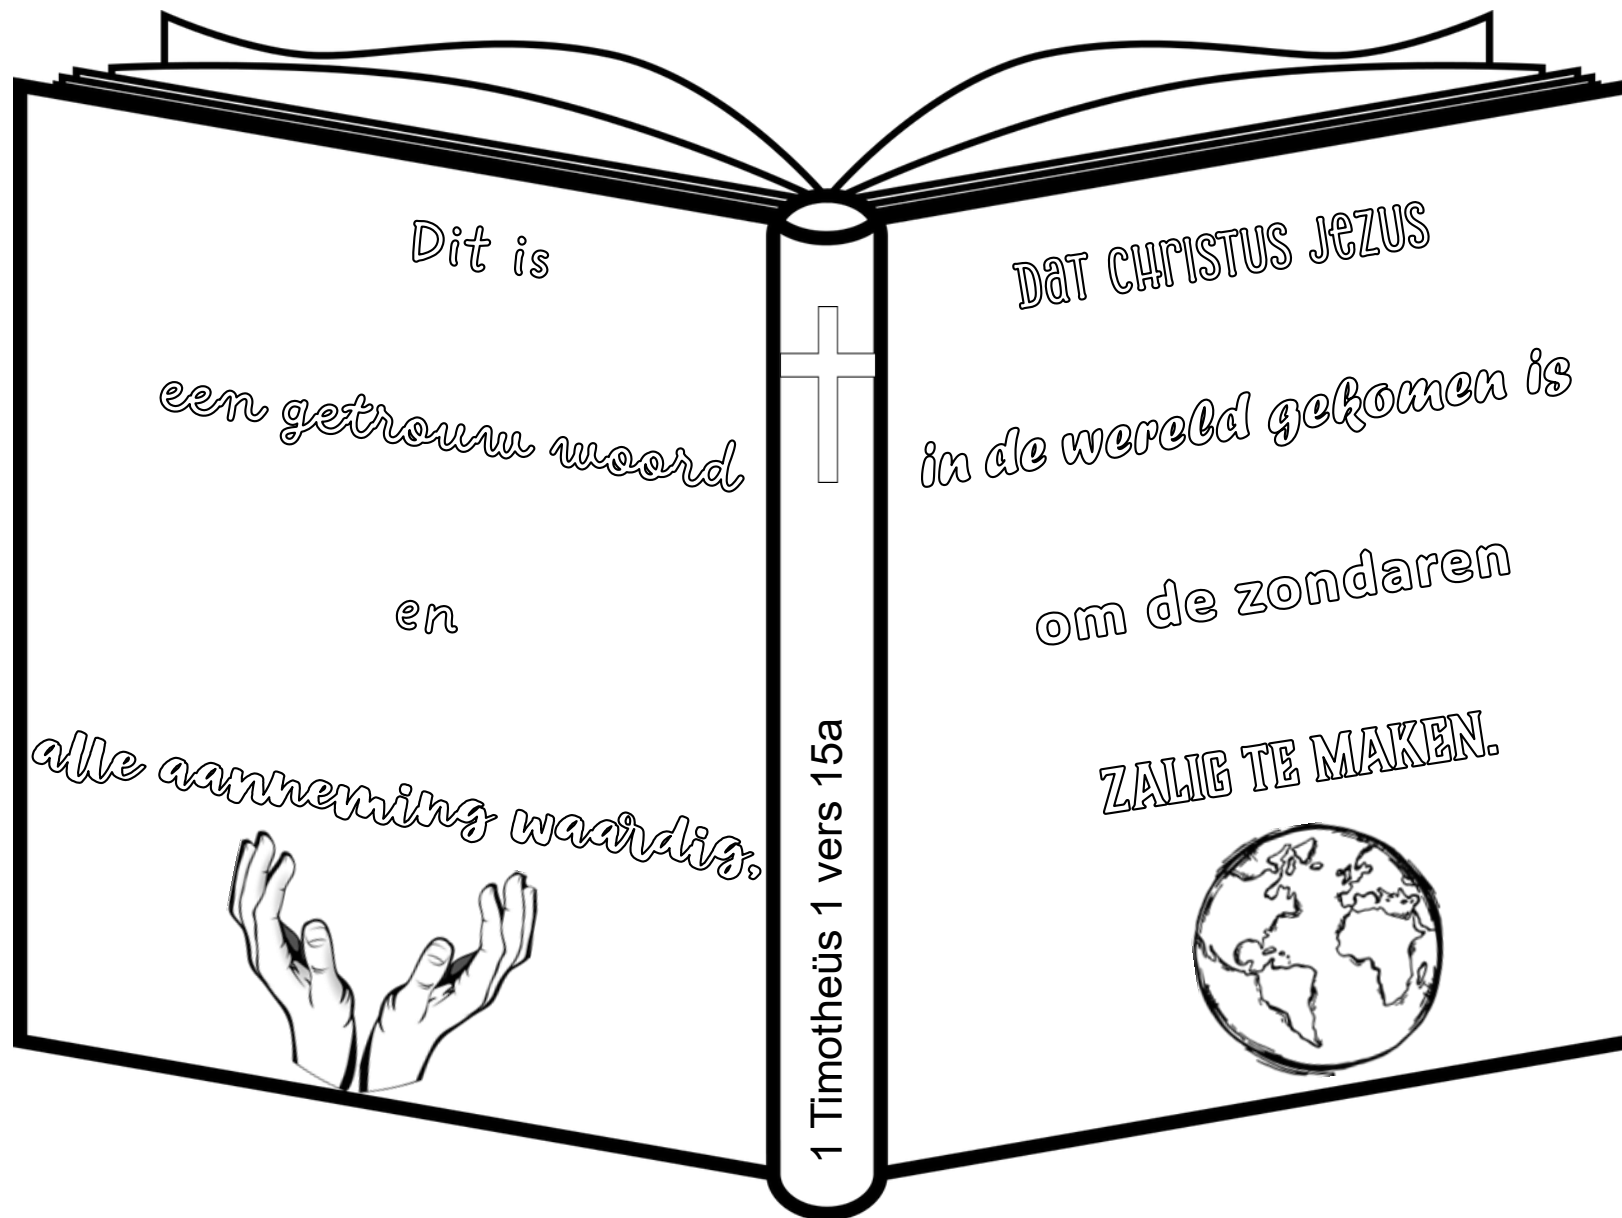 Dit is
een getrouw woord
en
alle aanneming waardig,
1 Timotheüs 1 vers 15a
Dat Christus Jezus
in de wereld gekomen is
om de zondaren
ZALIG TE MAKEN.